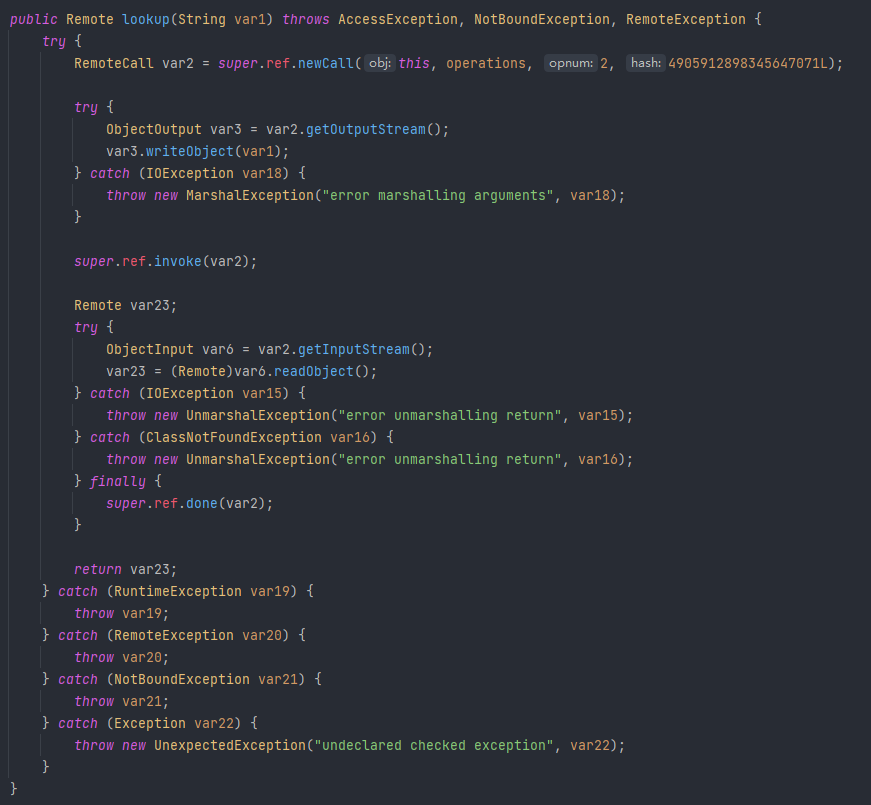 public Remote lookup(String var1) throws AccessException, NotBoundException, RemoteException {
    try {
        RemoteCall var2 = super.ref.newCall( obj: this, operations, opnum: 2, hash: 4905912898345647071L);

        try {
            ObjectOutput var3 = var2.getOutputStream();
            var3.writeObject(var1);
        } catch (IOException var18) {
            throw new MarshalException("error marshalling arguments", var18);
        }

        super.ref.invoke(var2);

        Remote var23;
        try {
            ObjectInput var6 = var2.getInputStream();
            var23 = (Remote)var6.readObject();
        } catch (IOException var15) {
            throw new UnmarshalException("error unmarshalling return", var15);
        } catch (ClassNotFoundException var16) {
            throw new UnmarshalException("error unmarshalling return", var16);
        } finally {
            super.ref.done(var2);
        }

        return var23;
    } catch (RuntimeException var19) {
        throw var19;
    } catch (RemoteException var20) {
        throw var20;
    } catch (NotBoundException var21) {
        throw var21;
    } catch (Exception var22) {
        throw new UnexpectedException("undeclared checked exception", var22);
    }
}